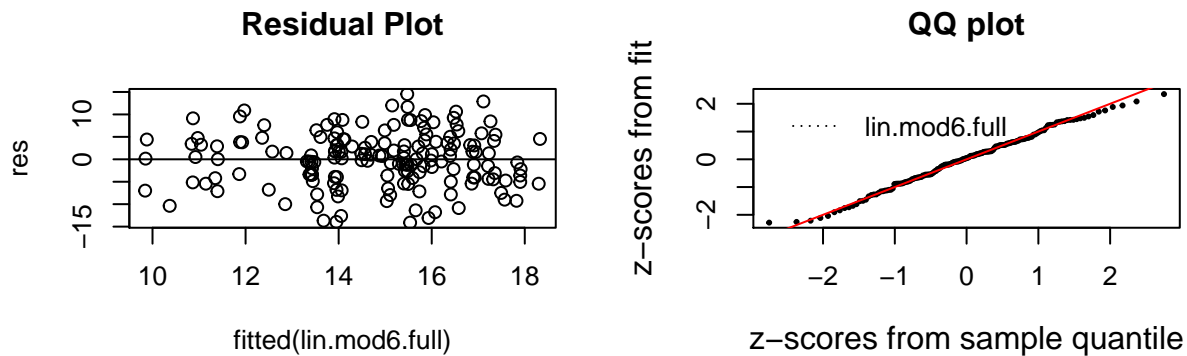 Residual Plot
res
10
0
−15
10
12
14
16
18
fitted(lin.mod6.full)
QQ plot
z−scores from fit
2
0
−2
lin.mod6.full
−2
−1
0
1
2
z−scores from sample quantile